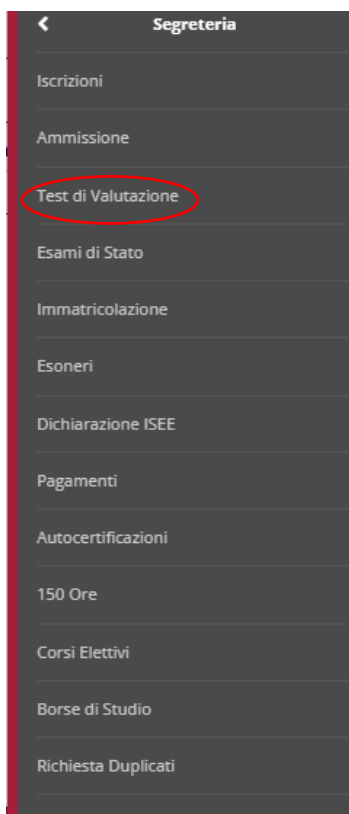 Segreteria
Iscrizioni
Ammissione
Test di Valutazione
Esami di Stato
Immatricolazione
Esoneri
Dichiarazione ISEE
Pagamenti
Autocertificazioni
150 Ore
Corsi Elettivi
Borse di Studio
Richiesta Duplicati